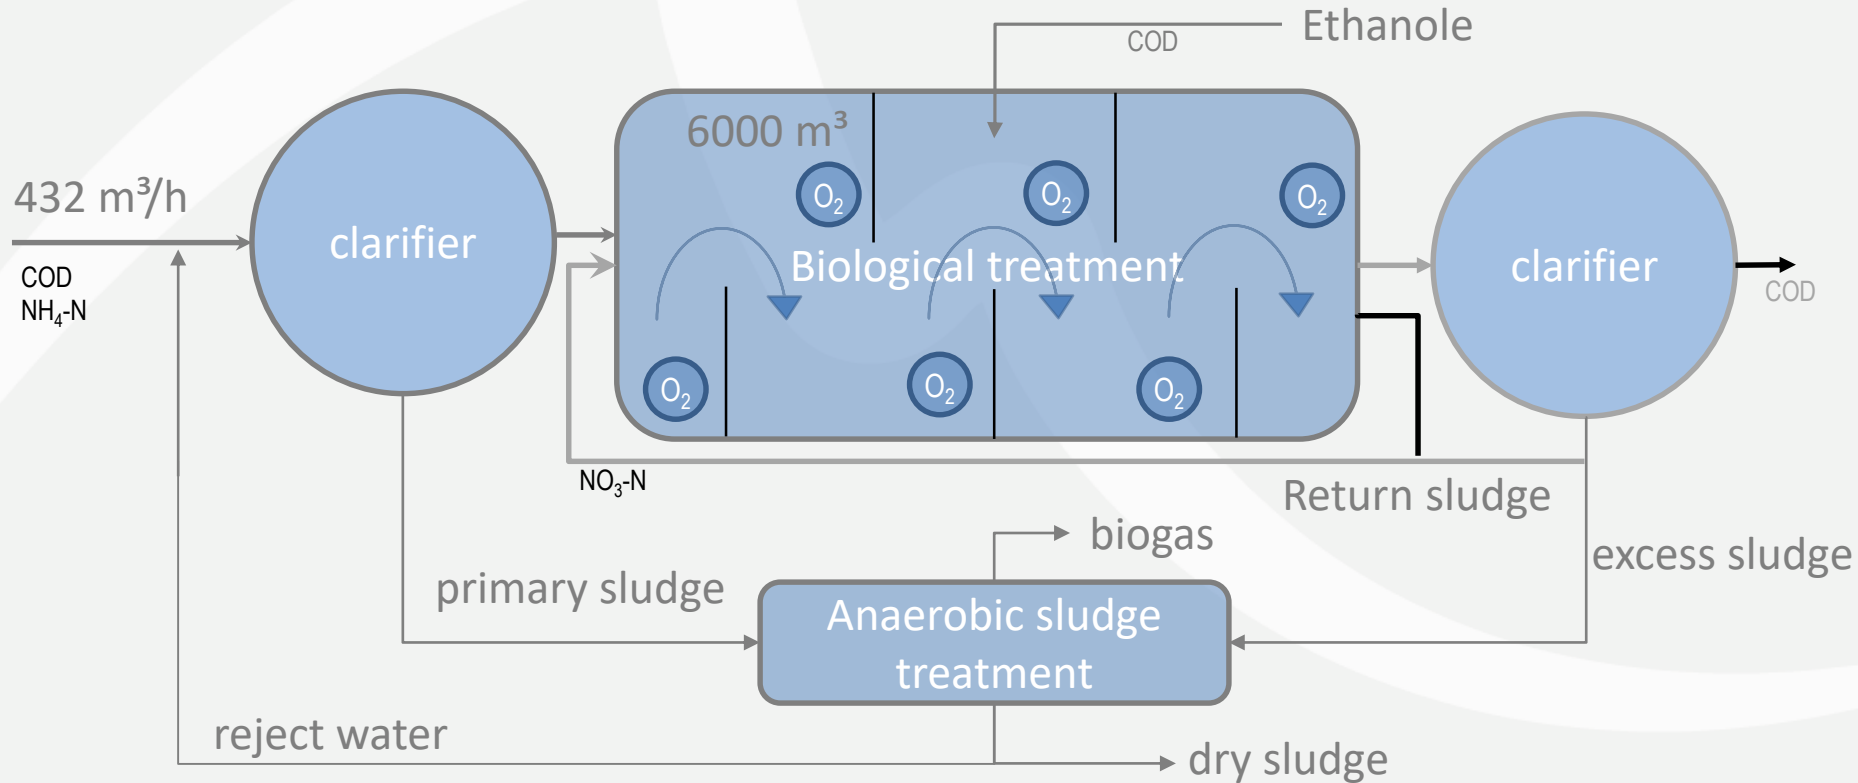 Ethanole
COD
6000 m³
432 m³/h
O₂
O₂
O₂
clarifier
Biological treatment
clarifier
COD
NH₄-N
COD
O₂
O₂
O₂
NO₃-N
Return sludge
biogas
excess sludge
primary sludge
Anaerobic sludge
treatment
reject water
dry sludge